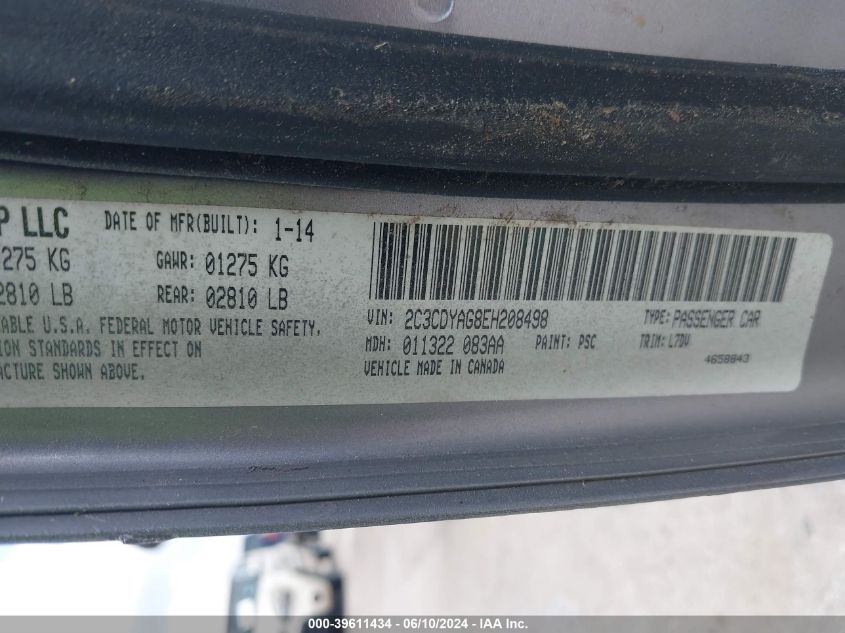 P LLC DATE OF MFR(BUILT): 1-14
275 KG GAWR: 01275 KG
2810 LB REAR: 02810 LB
ABLE U.S.A. FEDERAL MOTOR VEHICLE SAFETY,
ION STANDARDS IN EFFECT ON
ACTURE SHOWN ABOVE.
VIN: 2C3CDYAG8EH208498 TYPE: PASSENGER CAR
MDH: 011322 083AA PAINT: PSC TRIM: L7DV
VEHICLE MADE IN CANADA 4658843
000-39611434 - 06/10/2024 - IAA Inc.